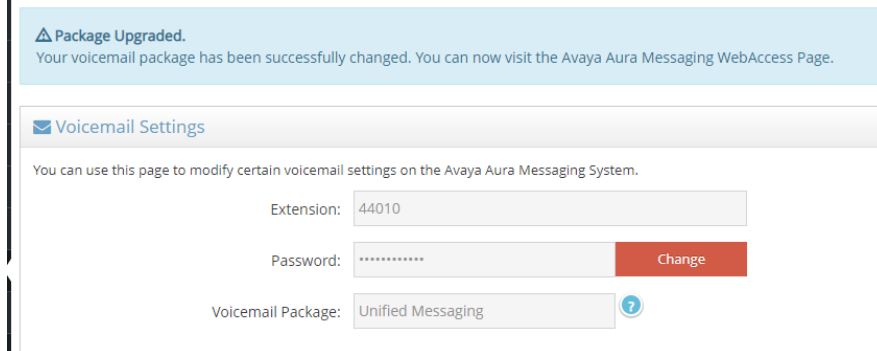 Package Upgraded.
Your voicemail package has been successfully changed. You can now visit the Avaya Aura Messaging WebAccess Page.
Voicemail Settings
You can use this page to modify certain voicemail settings on the Avaya Aura Messaging System.
Extension: 44010
Password: •••••••••••• Change
Voicemail Package: Unified Messaging ?